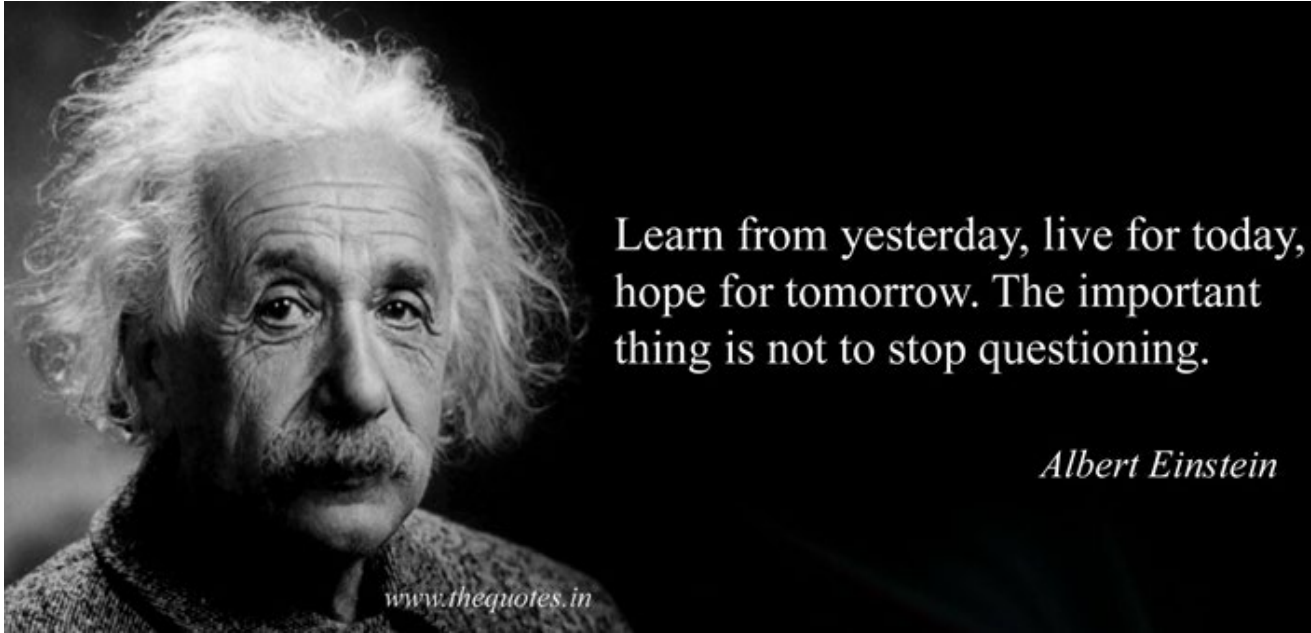 Learn from yesterday, live for today,
hope for tomorrow. The important
thing is not to stop questioning.
Albert Einstein
www.thequotes.in